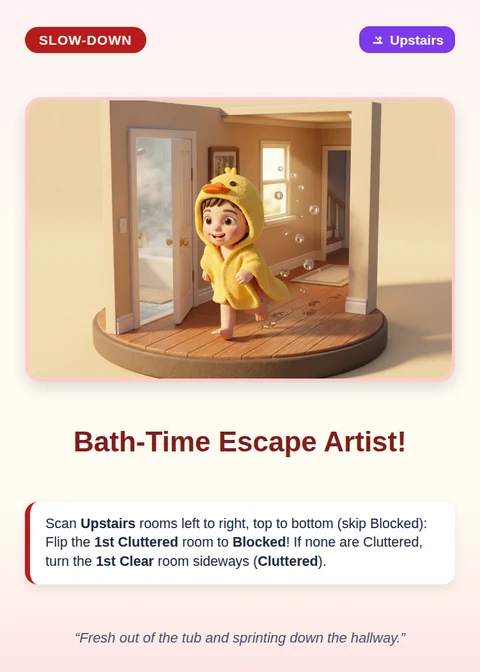 SLOW-DOWN
Upstairs
Bath-Time Escape Artist!
Scan Upstairs rooms left to right, top to bottom (skip Blocked):
Flip the 1st Cluttered room to Blocked! If none are Cluttered,
turn the 1st Clear room sideways (Cluttered).
“Fresh out of the tub and sprinting down the hallway.”